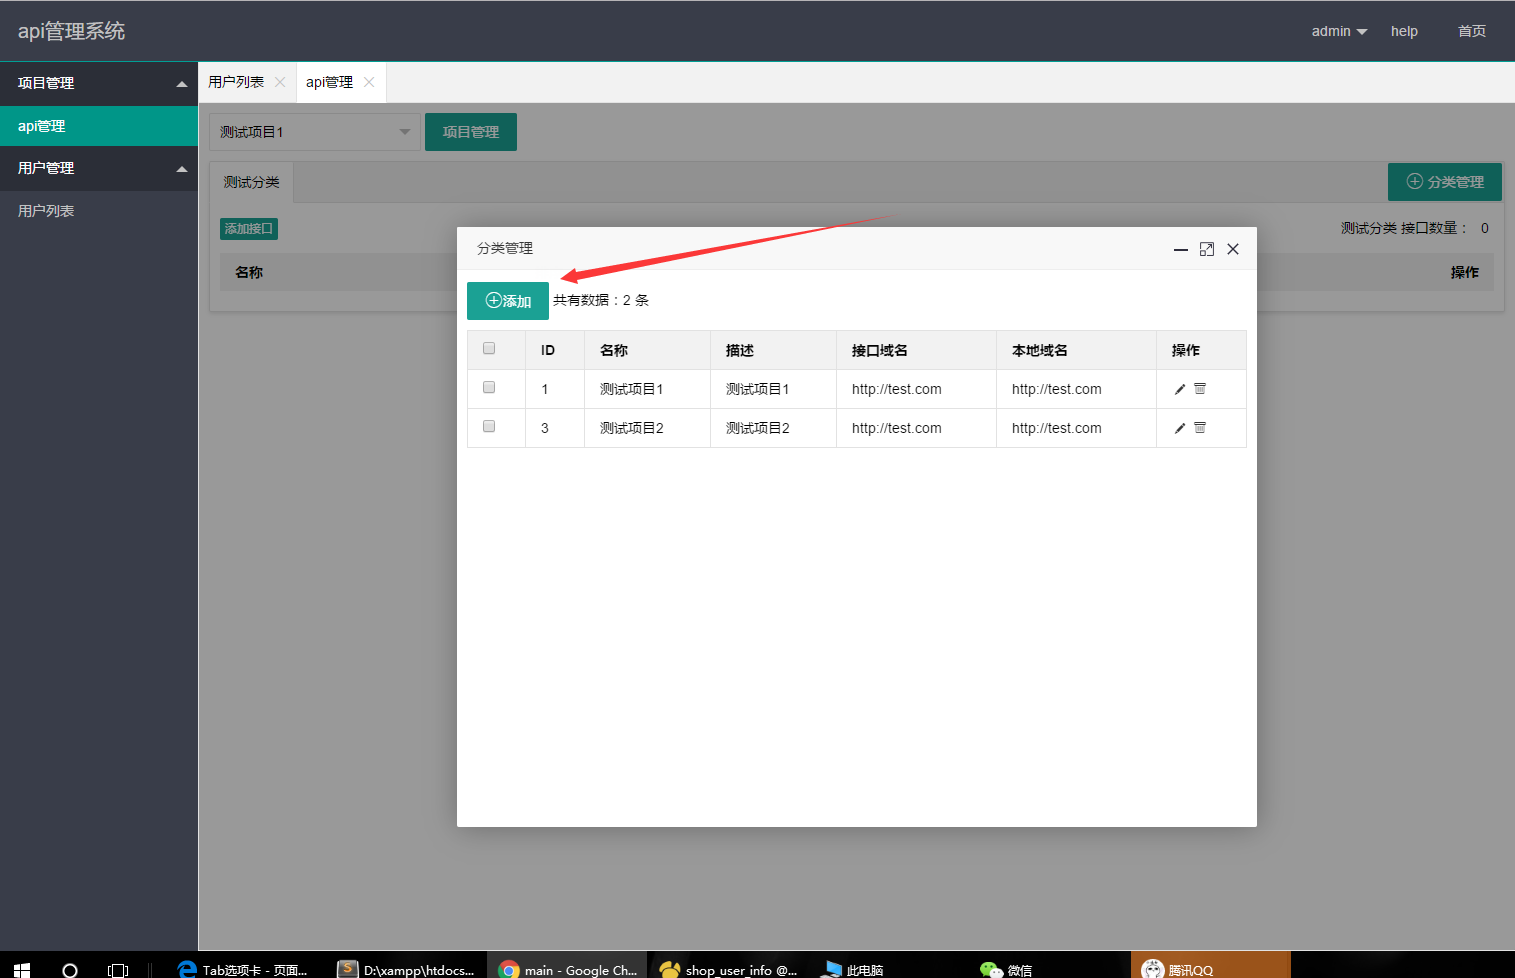 api管理系统
admin
help
首页
项目管理
api管理
用户管理
用户列表
用户列表
api管理
测试项目1
项目管理
测试分类
分类管理
添加接口
测试分类 接口数量： 0
名称
操作
分类管理
添加 共有数据：2 条
ID 名称 描述 接口域名 本地域名 操作
1 测试项目1 测试项目1 http://test.com http://test.com
3 测试项目2 测试项目2 http://test.com http://test.com
Tab选项卡 - 页面... D:\xampp\htdocs... main - Google Ch... shop_user_info @... 此电脑 微信 腾讯QQ